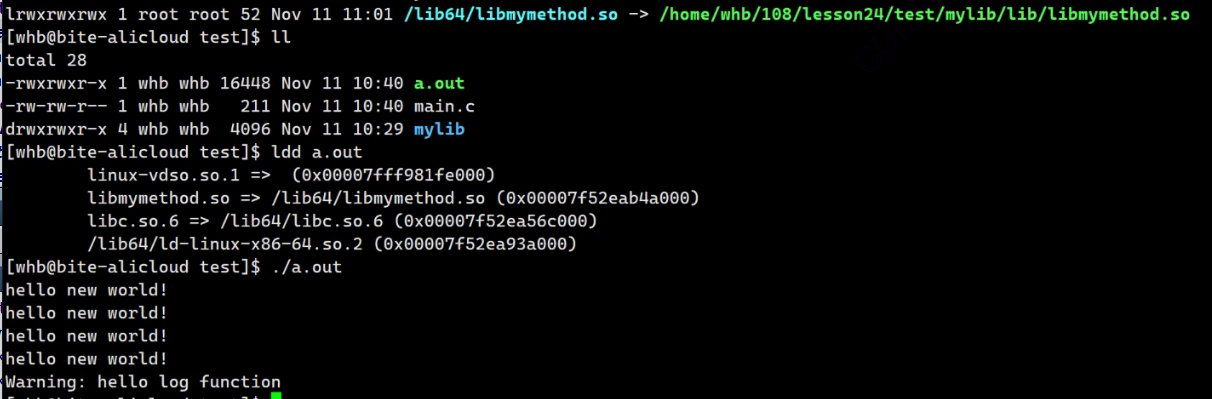 lrwxrwxrwx 1 root root 52 Nov 11 11:01 /lib64/libmymethod.so -> /home/whb/108/lesson24/test/mylib/lib/libmymethod.so
[whb@bite-alicloud test]$ ll
total 28
-rwxrwxr-x 1 whb whb 16448 Nov 11 10:40 a.out
-rw-rw-r-- 1 whb whb   211 Nov 11 10:40 main.c
drwxrwxr-x 4 whb whb  4096 Nov 11 10:29 mylib
[whb@bite-alicloud test]$ ldd a.out
        linux-vdso.so.1 =>  (0x00007fff981fe000)
        libmymethod.so => /lib64/libmymethod.so (0x00007f52eab4a000)
        libc.so.6 => /lib64/libc.so.6 (0x00007f52ea56c000)
        /lib64/ld-linux-x86-64.so.2 (0x00007f52ea93a000)
[whb@bite-alicloud test]$ ./a.out
hello new world!
hello new world!
hello new world!
hello new world!
Warning: hello log function